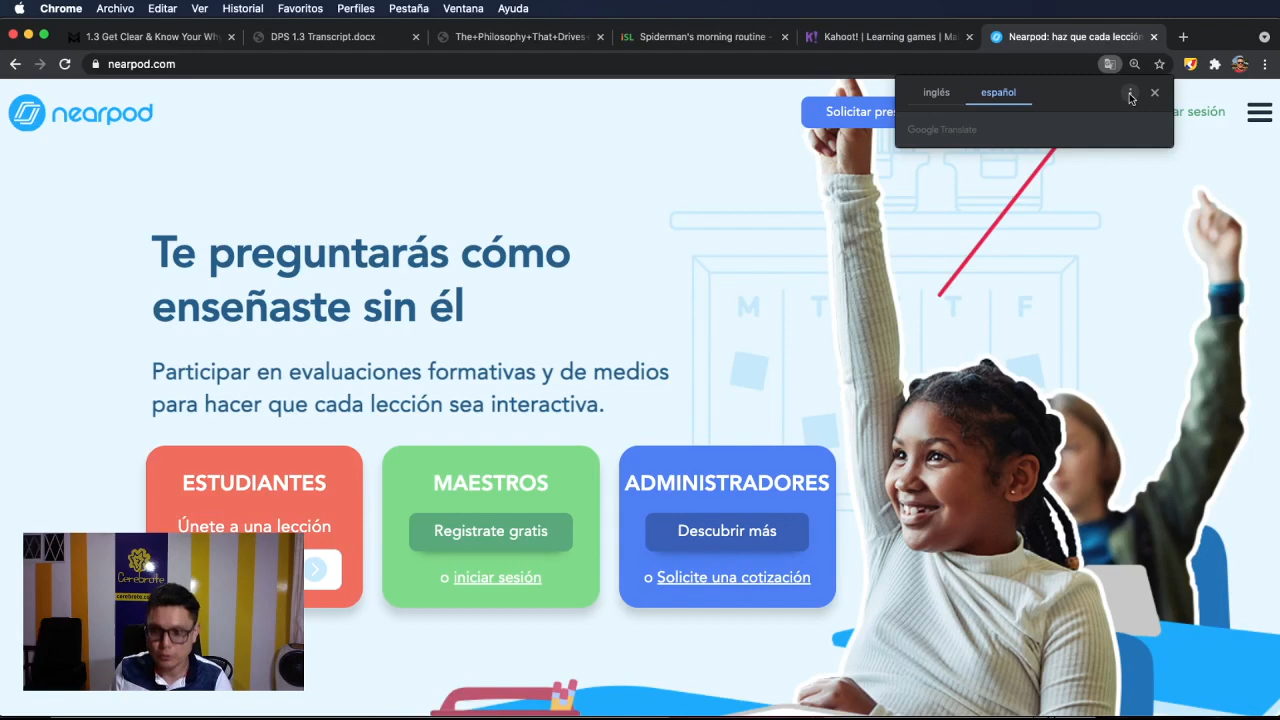 Chrome Archivo Editar Ver Historial Favoritos Perfiles Pestaña Ventana Ayuda
1.3 Get Clear & Know Your Why
DPS 1.3 Transcript.docx
The+Philosophy+That+Drives+
Spiderman's morning routine -
Kahoot! | Learning games | Ma
Nearpod: haz que cada lección
nearpod.com
inglés español
Google Translate
nearpod
Solicitar pres
ar sesión
M T T F
Te preguntarás cómo
enseñaste sin él
Participar en evaluaciones formativas y de medios
para hacer que cada lección sea interactiva.
ESTUDIANTES
Únete a una lección
MAESTROS
Registrate gratis
o iniciar sesión
ADMINISTRADORES
Descubrir más
o Solicite una cotización
Cerebrote